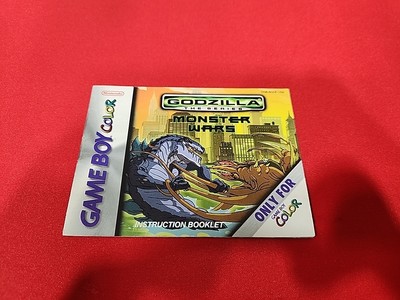 Nintendo
GAME BOY COLOR
GODZILLA
THE SERIES
MONSTER
WARS
ONLY FOR
GAME BOY
COLOR
INSTRUCTION BOOKLET